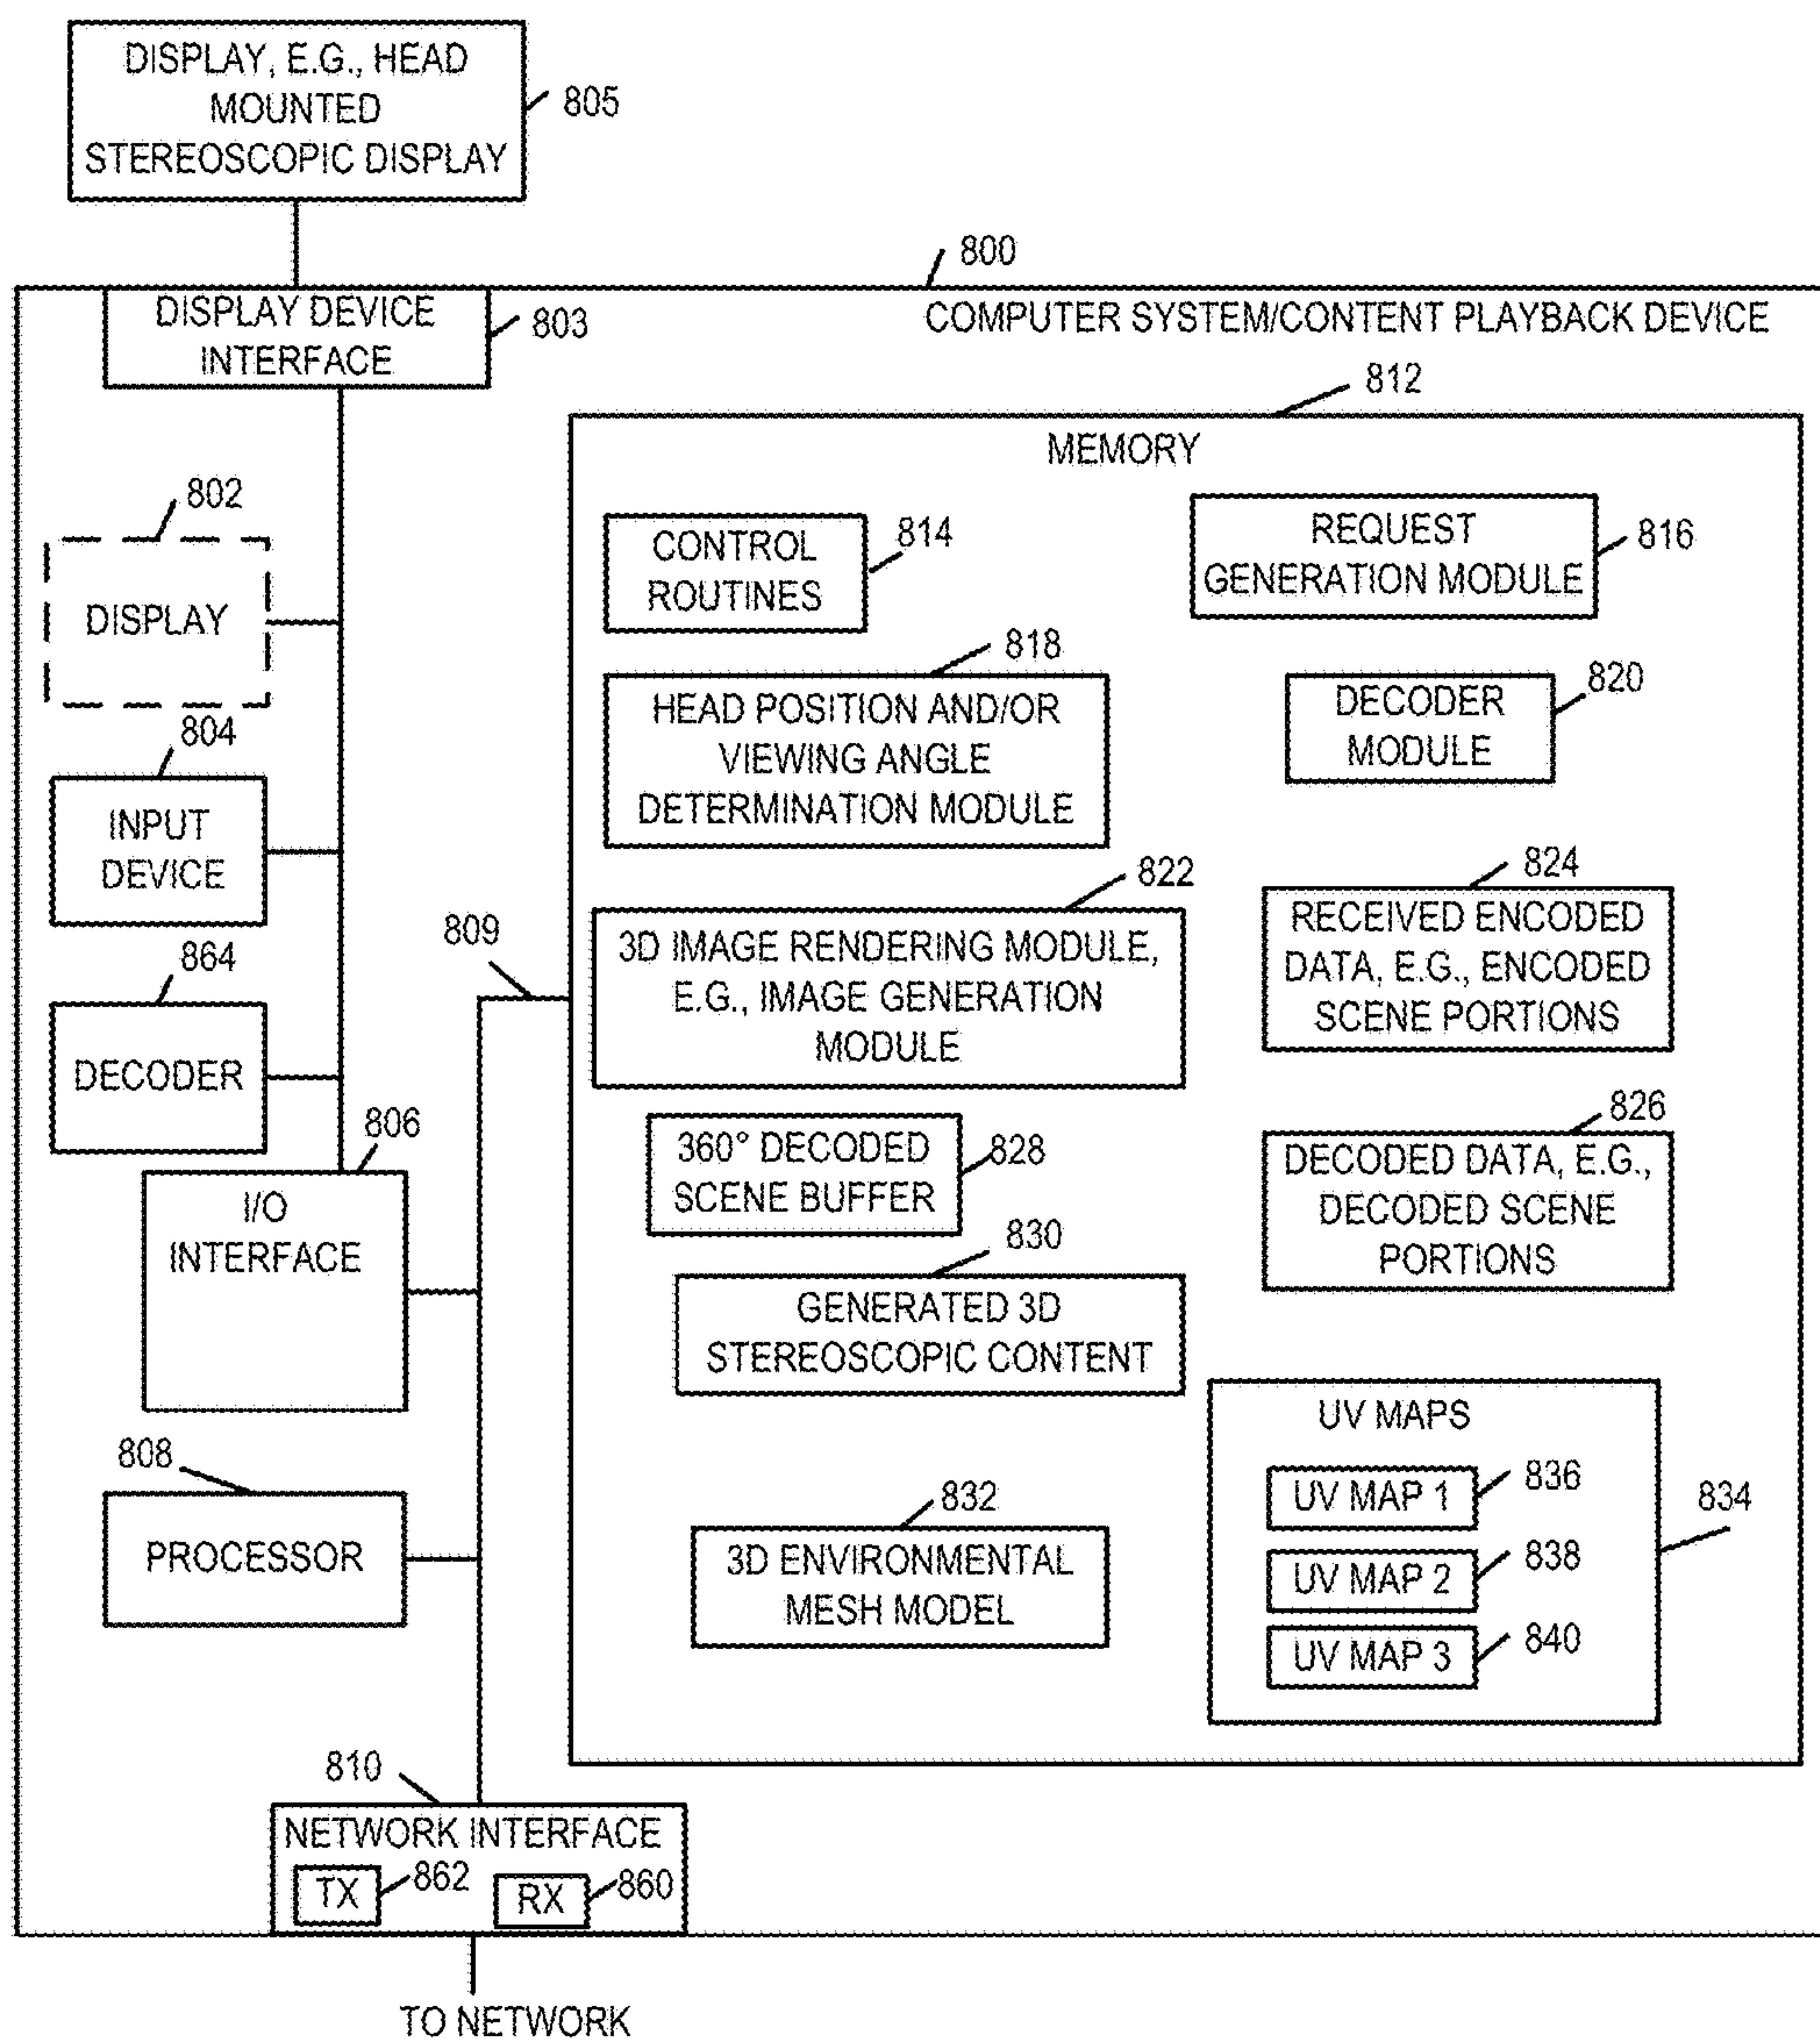 DISPLAY, E.G., HEAD
MOUNTED
STEREOSCOPIC DISPLAY
805
800
DISPLAY DEVICE
INTERFACE
803
COMPUTER SYSTEM/CONTENT PLAYBACK DEVICE
812
MEMORY
802
DISPLAY
804
INPUT
DEVICE
864
DECODER
806
I/O
INTERFACE
808
PROCESSOR
809
CONTROL
ROUTINES
814
REQUEST
GENERATION MODULE
816
818
HEAD POSITION AND/OR
VIEWING ANGLE
DETERMINATION MODULE
DECODER
MODULE
820
822
3D IMAGE RENDERING MODULE,
E.G., IMAGE GENERATION
MODULE
824
RECEIVED ENCODED
DATA, E.G., ENCODED
SCENE PORTIONS
360° DECODED
SCENE BUFFER
828
826
DECODED DATA, E.G.,
DECODED SCENE
PORTIONS
830
GENERATED 3D
STEREOSCOPIC CONTENT
832
3D ENVIRONMENTAL
MESH MODEL
UV MAPS
UV MAP 1
836
UV MAP 2
838
UV MAP 3
840
834
810
NETWORK INTERFACE
TX
862
RX
860
TO NETWORK